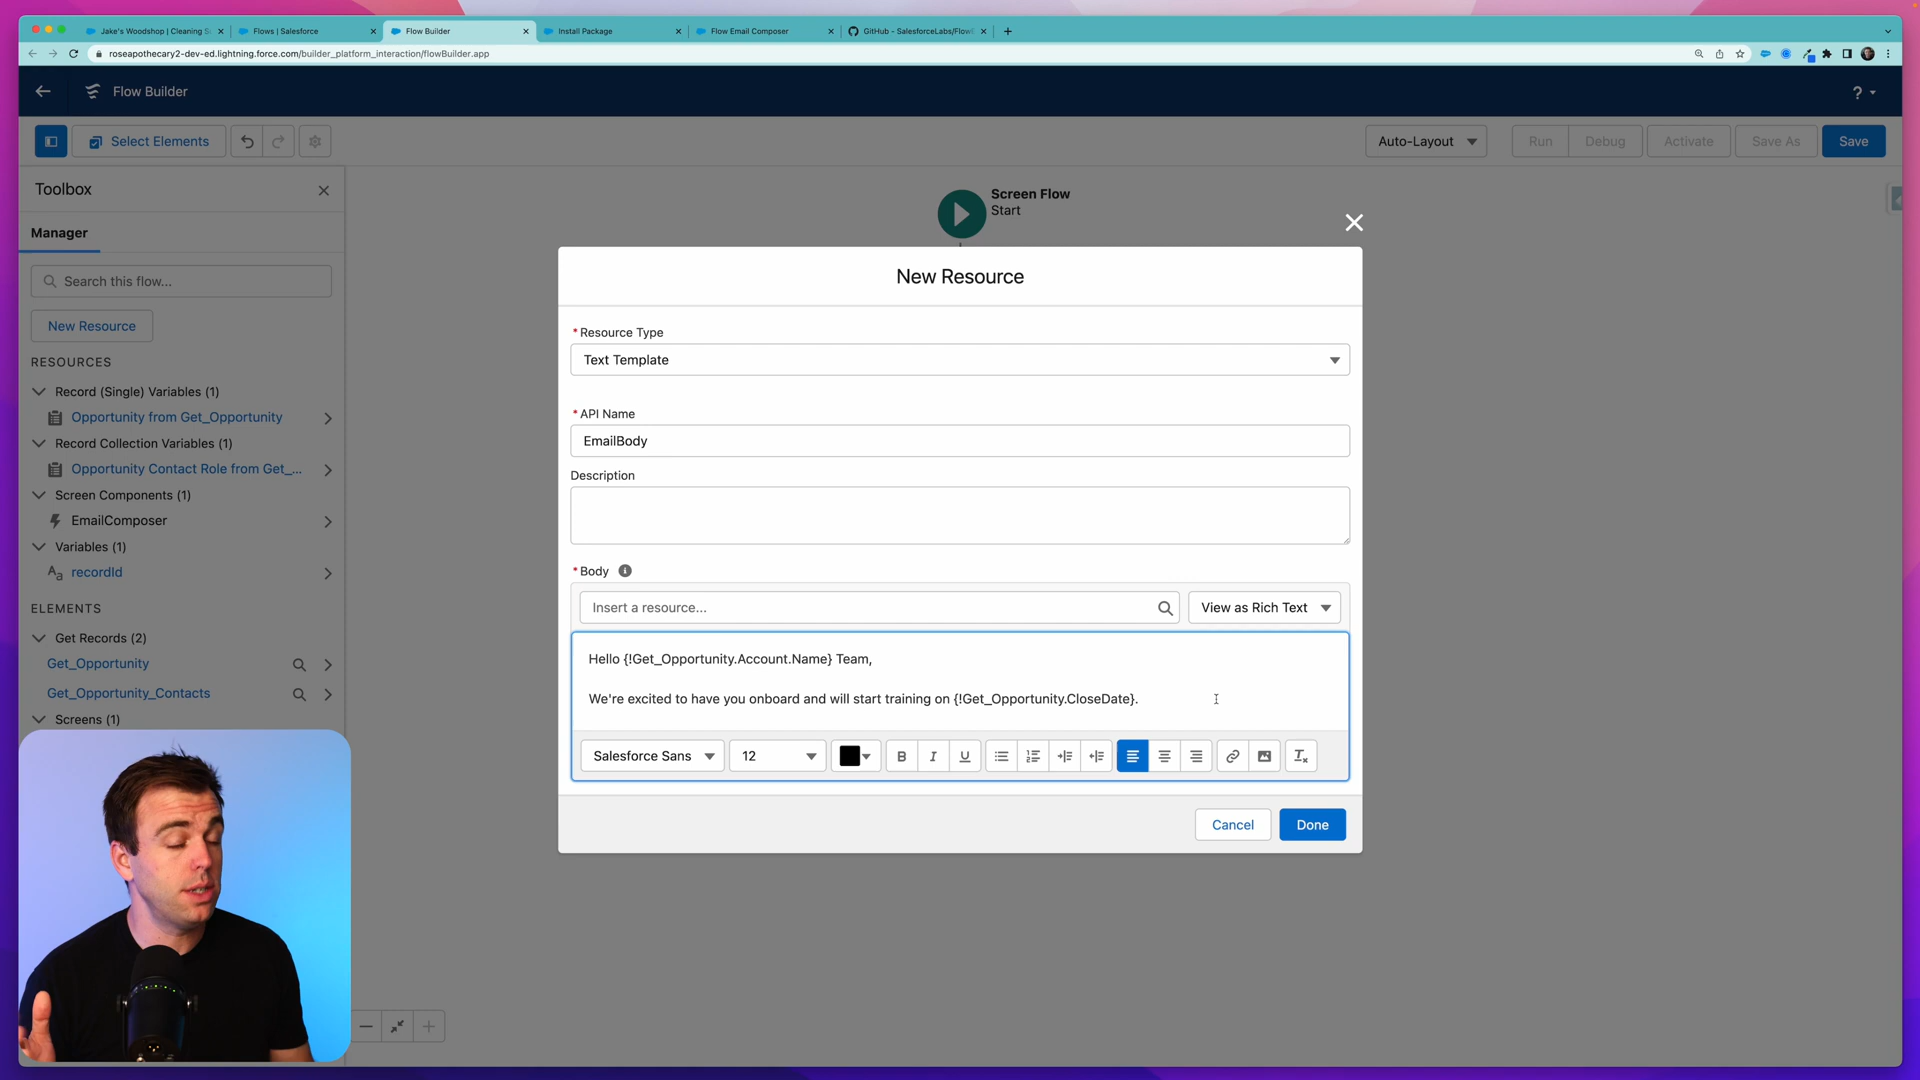 Jake's Woodshop | Cleaning S
Flows | Salesforce
Flow Builder
Install Package
Flow Email Composer
GitHub - SalesforceLabs/Flow
roseapothecary2-dev-ed.lightning.force.com/builder_platform_interaction/flowBuilder.app
Flow Builder
?
Select Elements
Auto-Layout
Run
Debug
Activate
Save As
Save
Toolbox
Manager
Search this flow...
New Resource
RESOURCES
Record (Single) Variables (1)
Opportunity from Get_Opportunity
Record Collection Variables (1)
Opportunity Contact Role from Get_...
Screen Components (1)
EmailComposer
Variables (1)
Aa recordId
ELEMENTS
Get Records (2)
Get_Opportunity
Get_Opportunity_Contacts
Screens (1)
Screen Flow
Start
New Resource
* Resource Type
Text Template
* API Name
EmailBody
Description
* Body
Insert a resource...
View as Rich Text
Hello {!Get_Opportunity.Account.Name} Team,
We're excited to have you onboard and will start training on {!Get_Opportunity.CloseDate}.
Salesforce Sans
12
B
I
U
Cancel
Done